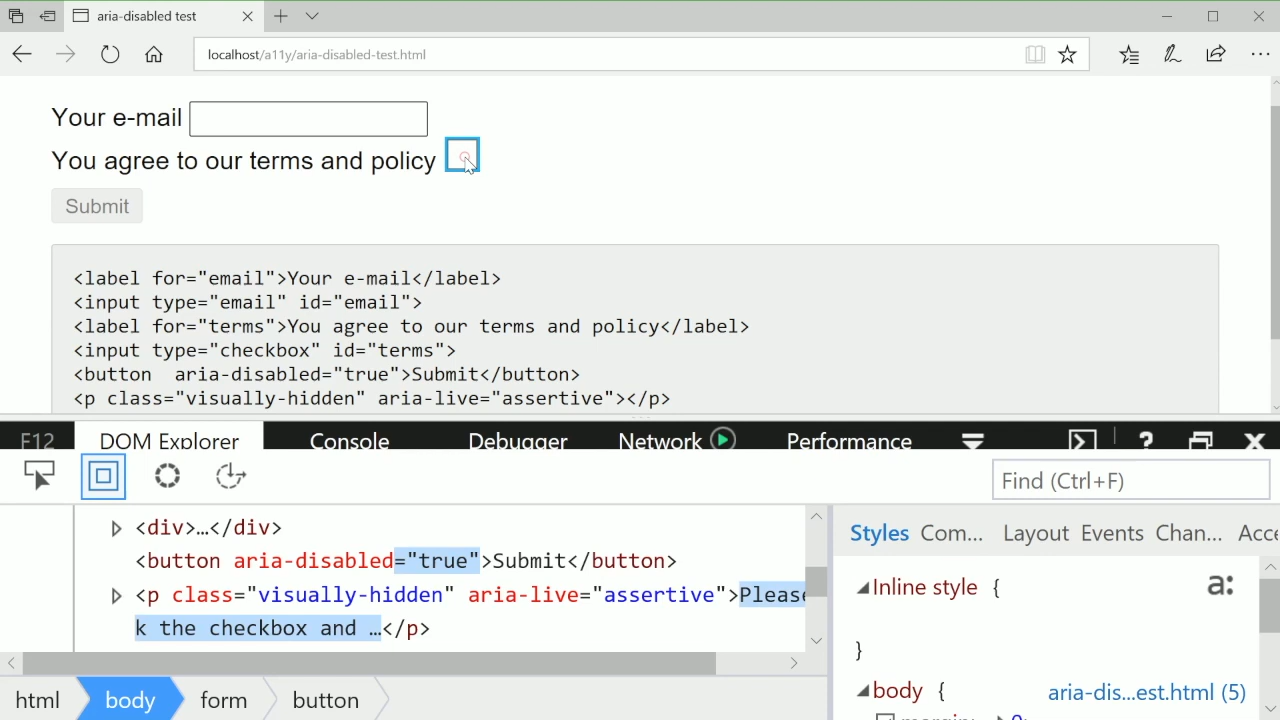 aria-disabled test
localhost/a11y/aria-disabled-test.html
Your e-mail
You agree to our terms and policy
Submit
<label for="email">Your e-mail</label>
<input type="email" id="email">
<label for="terms">You agree to our terms and policy</label>
<input type="checkbox" id="terms">
<button  aria-disabled="true">Submit</button>
<p class="visually-hidden" aria-live="assertive"></p>
F12 DOM Explorer Console Debugger Network Performance ?
Find (Ctrl+F)
<div>…</div>
<button aria-disabled="true">Submit</button>
<p class="visually-hidden" aria-live="assertive">Please
k the checkbox and …</p>
html body form button
Styles Com... Layout Events Chan... Acce
Inline style {
a:
}
body { aria-dis...est.html (5)
margin: 0;